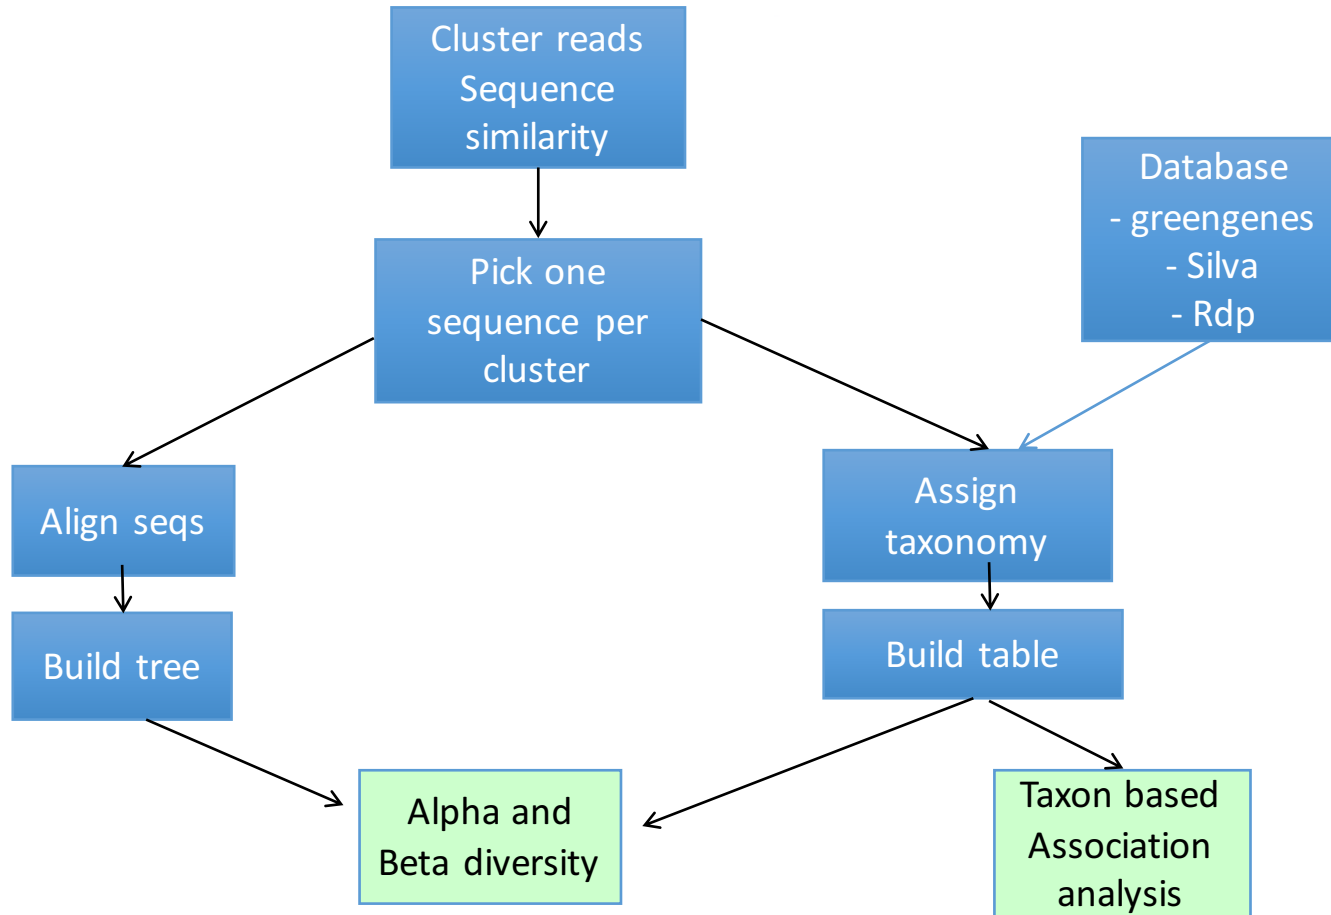 Cluster reads
Sequence
similarity
Database
- greengenes
- Silva
- Rdp
Pick one
sequence per
cluster
Align seqs
Assign
taxonomy
Build tree
Build table
Alpha and
Beta diversity
Taxon based
Association
analysis